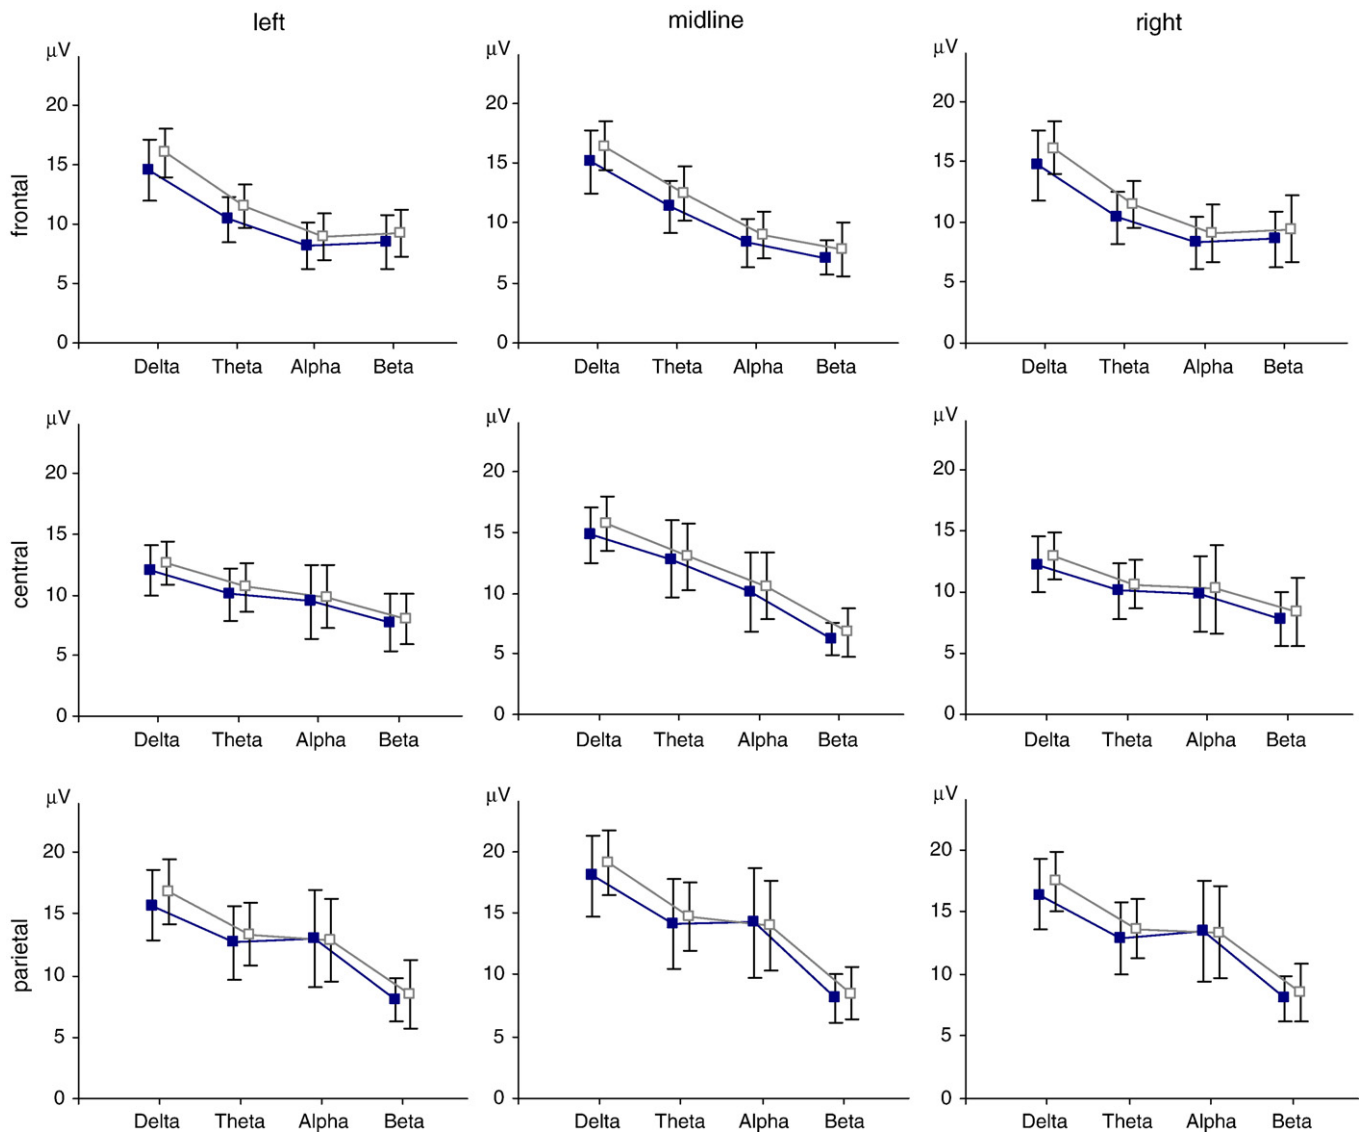 left midline right
μV μV μV
frontal
20 20 20
15 15 15
10 10 10
5 5 5
0 0 0
Delta Theta Alpha Beta Delta Theta Alpha Beta Delta Theta Alpha Beta
μV μV μV
central
20 20 20
15 15 15
10 10 10
5 5 5
0 0 0
Delta Theta Alpha Beta Delta Theta Alpha Beta Delta Theta Alpha Beta
μV μV μV
parietal
20 20 20
15 15 15
10 10 10
5 5 5
0 0 0
Delta Theta Alpha Beta Delta Theta Alpha Beta Delta Theta Alpha Beta